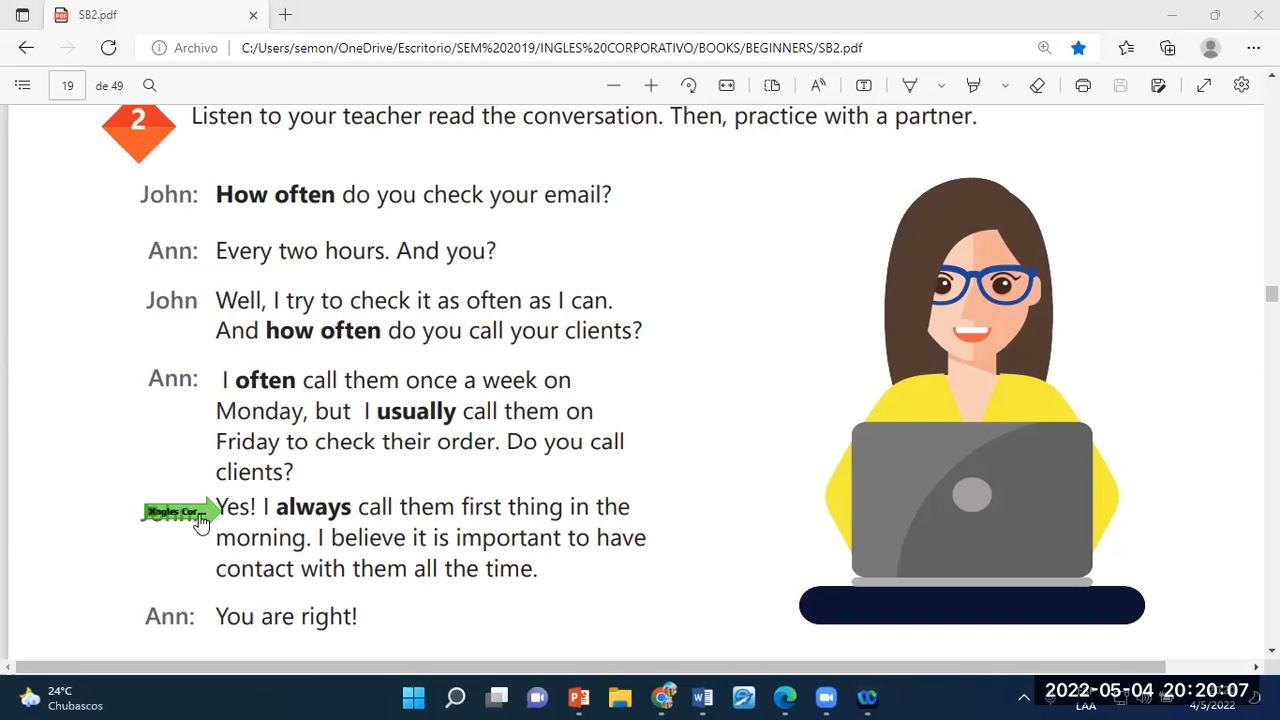 SB2.pdf
Archivo C:/Users/semon/OneDrive/Escritorio/SEM%202019/INGLES%20CORPORATIVO/BOOKS/BEGINNERS/SB2.pdf
19 de 49
2 Listen to your teacher read the conversation. Then, practice with a partner.
John: How often do you check your email?
Ann: Every two hours. And you?
John Well, I try to check it as often as I can.
And how often do you call your clients?
Ann: I often call them once a week on
Monday, but I usually call them on
Friday to check their order. Do you call
clients?
Yes! I always call them first thing in the
morning. I believe it is important to have
contact with them all the time.
Ann: You are right!
24°C
Chubascos
LAA
2022-05-04 20:20:07
4/5/2022